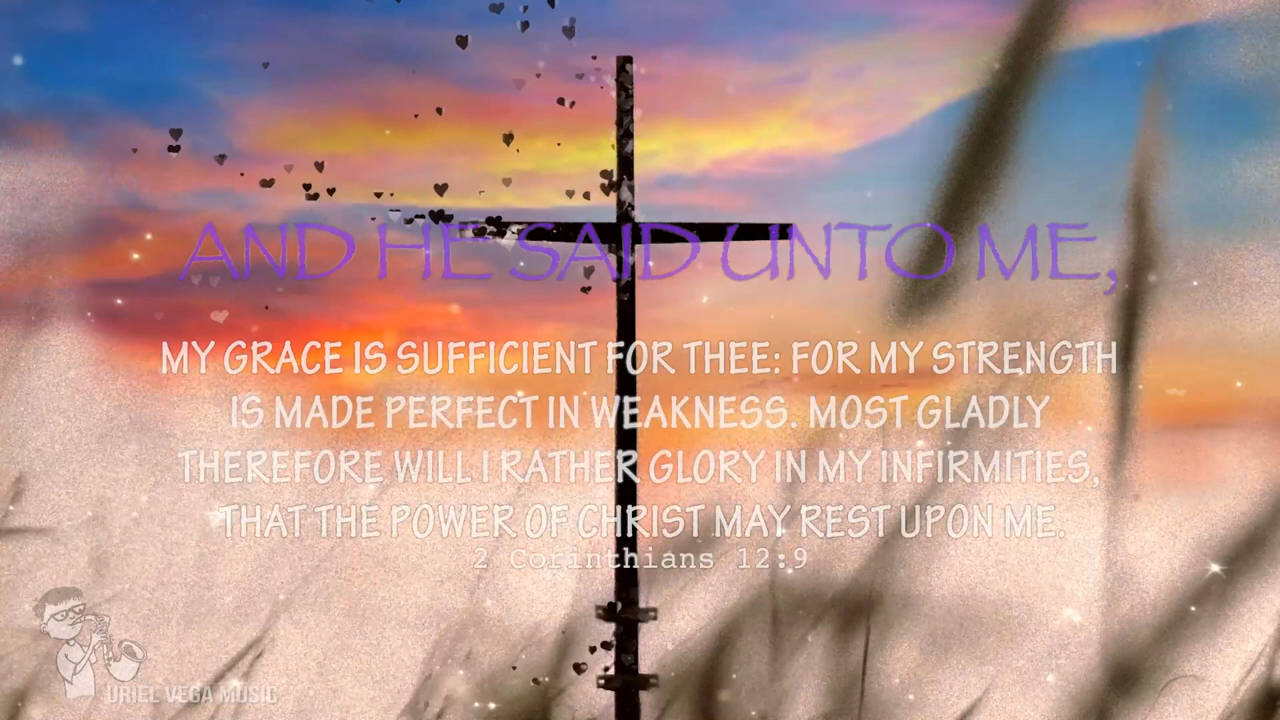 AND HE SAID UNTO ME,
MY GRACE IS SUFFICIENT FOR THEE: FOR MY STRENGTH
IS MADE PERFECT IN WEAKNESS. MOST GLADLY
THEREFORE WILL I RATHER GLORY IN MY INFIRMITIES,
THAT THE POWER OF CHRIST MAY REST UPON ME.
2 Corinthians 12:9
URIEL VEGA MUSIC